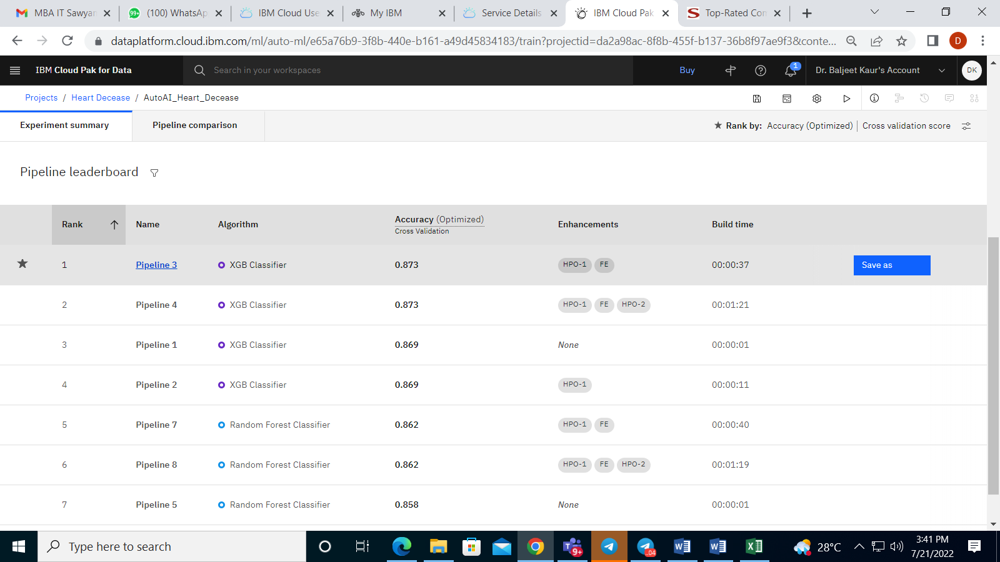 MBA IT Sawyan
(100) WhatsAp
IBM Cloud Use
My IBM
Service Details
IBM Cloud Pak
Top-Rated Con
dataplatform.cloud.ibm.com/ml/auto-ml/e65a76b9-3f8b-440e-b161-a49d45834183/train?projectid=da2a98ac-8f8b-455f-b137-36b8f97ae9f3&conte...
D
IBM Cloud Pak for Data
Search in your workspaces
Buy
1
Dr. Baljeet Kaur's Account
DK
Projects / Heart Decease / AutoAI_Heart_Decease
Experiment summary
Pipeline comparison
★ Rank by: Accuracy (Optimized) | Cross validation score
Pipeline leaderboard
Rank ↑ Name Algorithm Accuracy (Optimized) Enhancements Build time
Cross Validation
★ 1 Pipeline 3 XGB Classifier 0.873 HPO-1 FE 00:00:37 Save as
2 Pipeline 4 XGB Classifier 0.873 HPO-1 FE HPO-2 00:01:21
3 Pipeline 1 XGB Classifier 0.869 None 00:00:01
4 Pipeline 2 XGB Classifier 0.869 HPO-1 00:00:11
5 Pipeline 7 Random Forest Classifier 0.862 HPO-1 FE 00:00:40
6 Pipeline 8 Random Forest Classifier 0.862 HPO-1 FE HPO-2 00:01:19
7 Pipeline 5 Random Forest Classifier 0.858 None 00:00:01
Type here to search
9+
.04
28°C
3:41 PM
7/21/2022